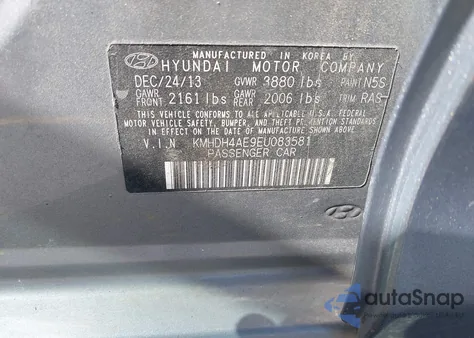 MANUFACTURED IN KOREA BY
HYUNDAI MOTOR COMPANY
DEC/24/13 GVWR 3880 lbs PAINT N5S
GAWR FRONT 2161 lbs GAWR REAR 2006 lbs TRIM RAS
THIS VEHICLE CONFORMS TO ALL APPLICABLE U.S.A FEDERAL
MOTOR VEHICLE SAFETY, BUMPER, AND THEFT
PREVENTION STANDARDS IN EFFECT ON THE DATE OF
MANUFACTURE SHOWN ABOVE.
V.I.N KMHDH4AE9EU083581
PASSENGER CAR
autoSnap